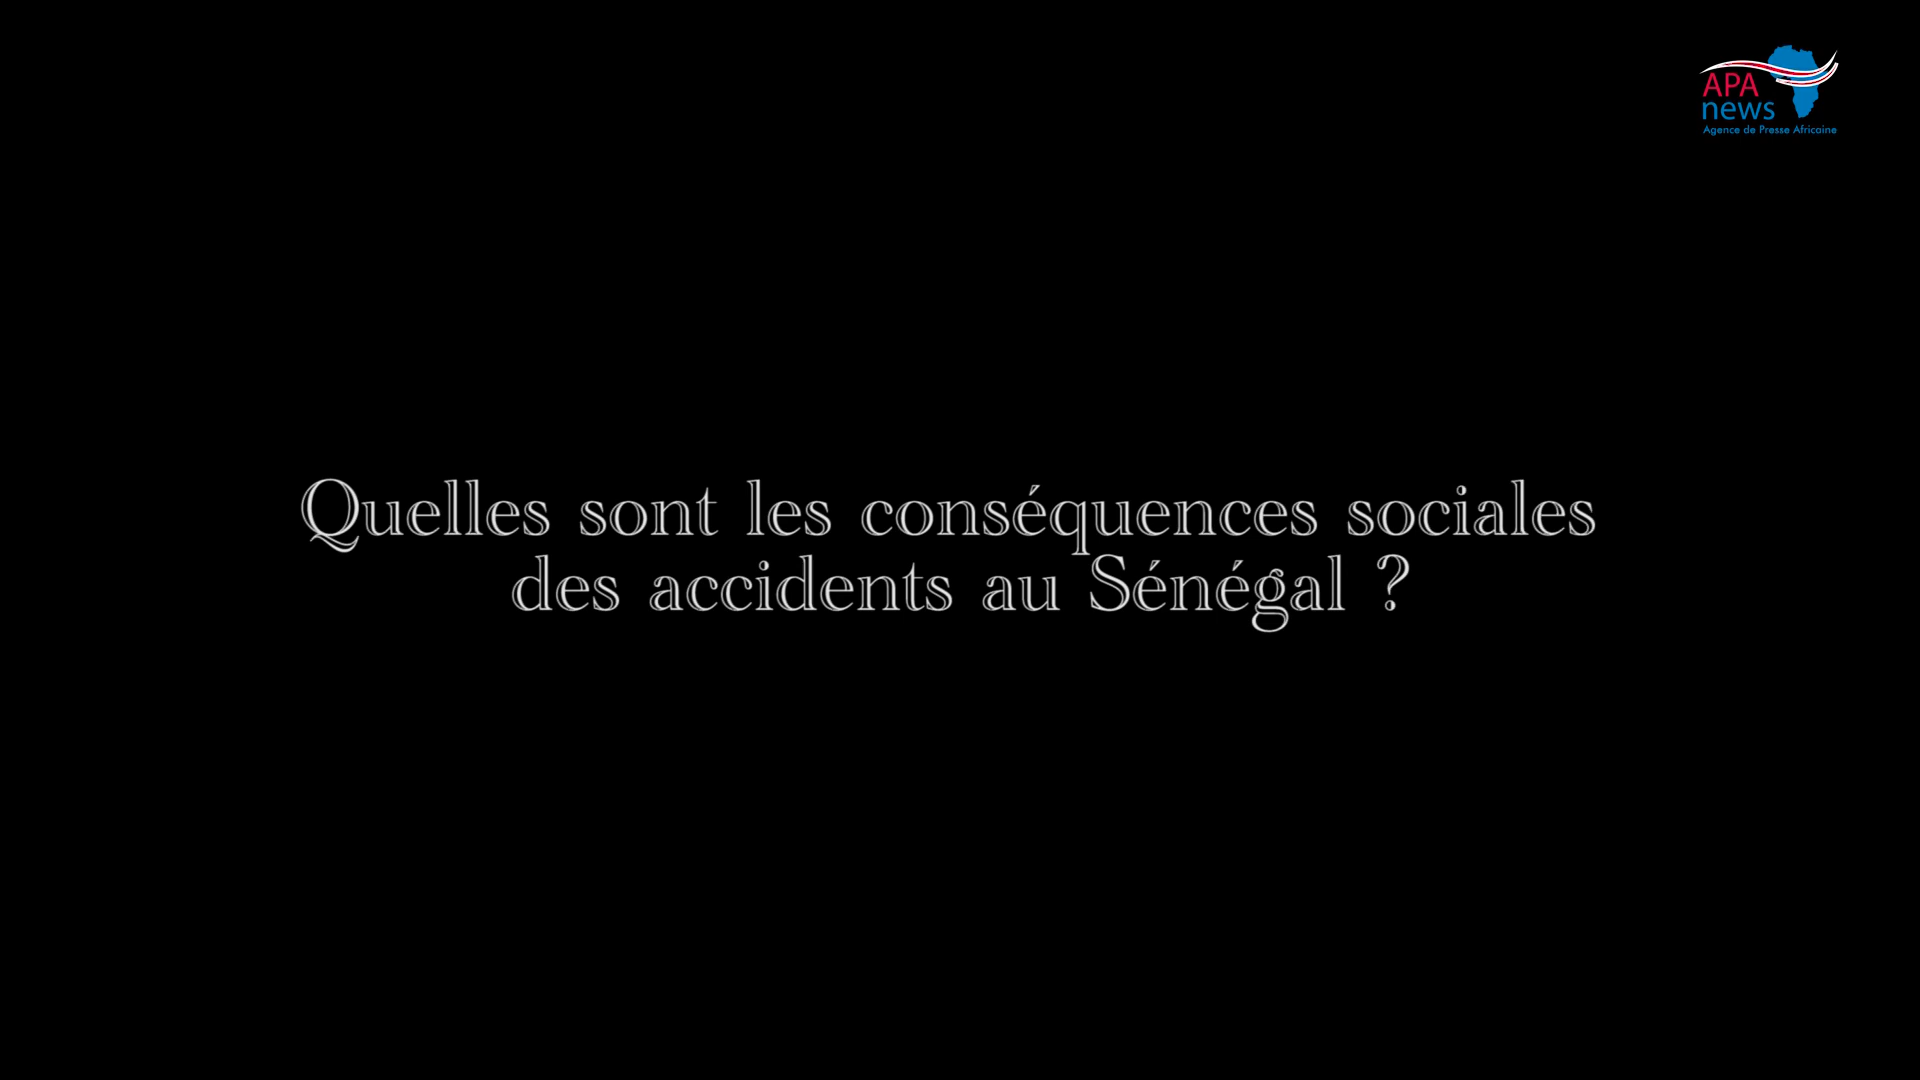 APA
news
Agence de Presse Africaine
Quelles sont les conséquences sociales
des accidents au Sénégal ?